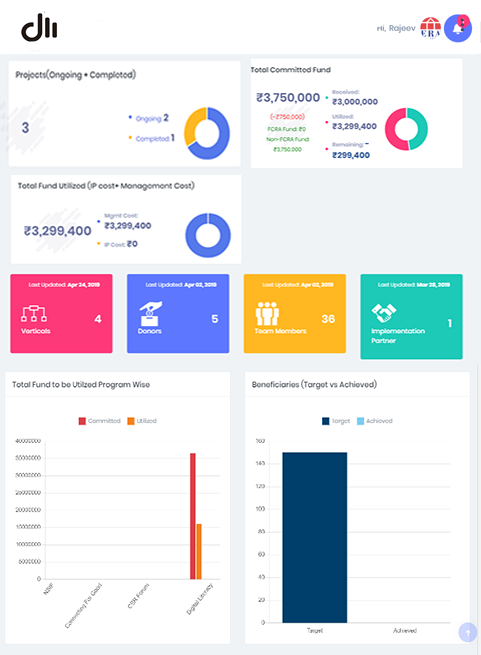 dlı
Hi, Rajeev
ERA
Projects(Ongoing + Completed)
3
Ongoing: 2
Completed: 1
Total Committed Fund
₹3,750,000
(-₹750,000)
FCRA Fund: ₹0
Non-FCRA Fund:
₹3,750,000
Received:
₹3,000,000
Utilized:
₹3,299,400
Remaining: -
₹299,400
Total Fund Utilized (IP cost+ Management Cost)
₹3,299,400
Mgmt Cost:
₹3,299,400
IP Cost: ₹0
Last Updated: Apr 24, 2019
Verticals
4
Last Updated: Apr 02, 2019
Donors
5
Last Updated: Apr 02, 2019
Team Members
36
Last Updated: Mar 28, 2019
Implementation
Partner
1
Total Fund to be Utilzed Program Wise
Committed
Utilized
40000000
35000000
30000000
25000000
20000000
15000000
10000000
5000000
0
Connecting For Good
CSR Forum
Digital Literacy
Beneficiaries (Target vs Achieved)
Target
Achieved
160
140
120
100
80
60
40
20
0
Target
Achieved